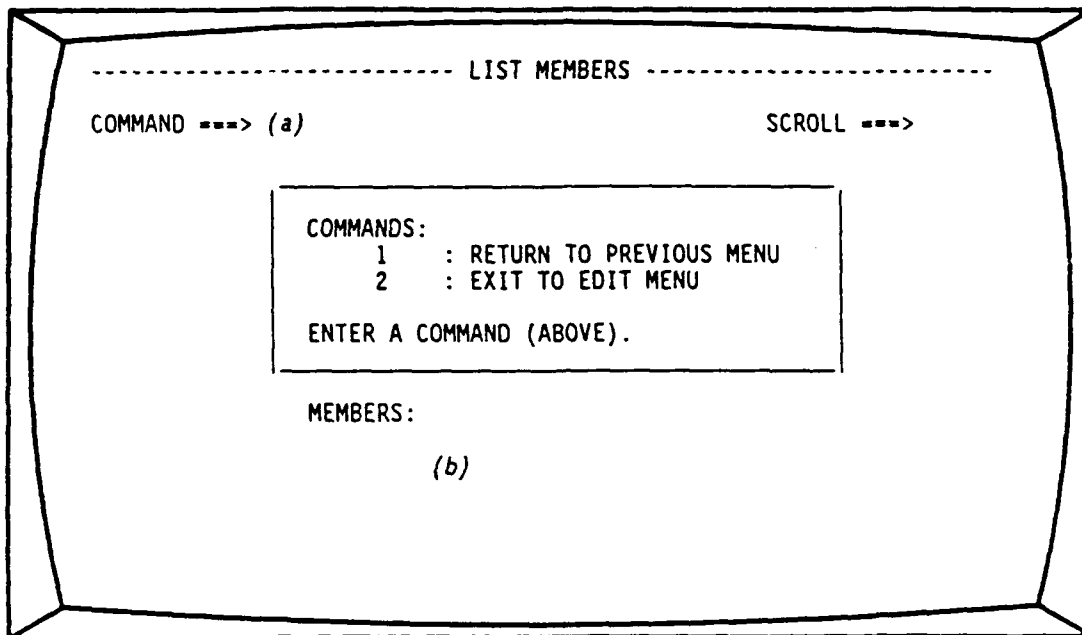 --------------------------- LIST MEMBERS --------------------------
COMMAND ===> (a) SCROLL ===>
COMMANDS:
1 : RETURN TO PREVIOUS MENU
2 : EXIT TO EDIT MENU
ENTER A COMMAND (ABOVE).
MEMBERS:
(b)